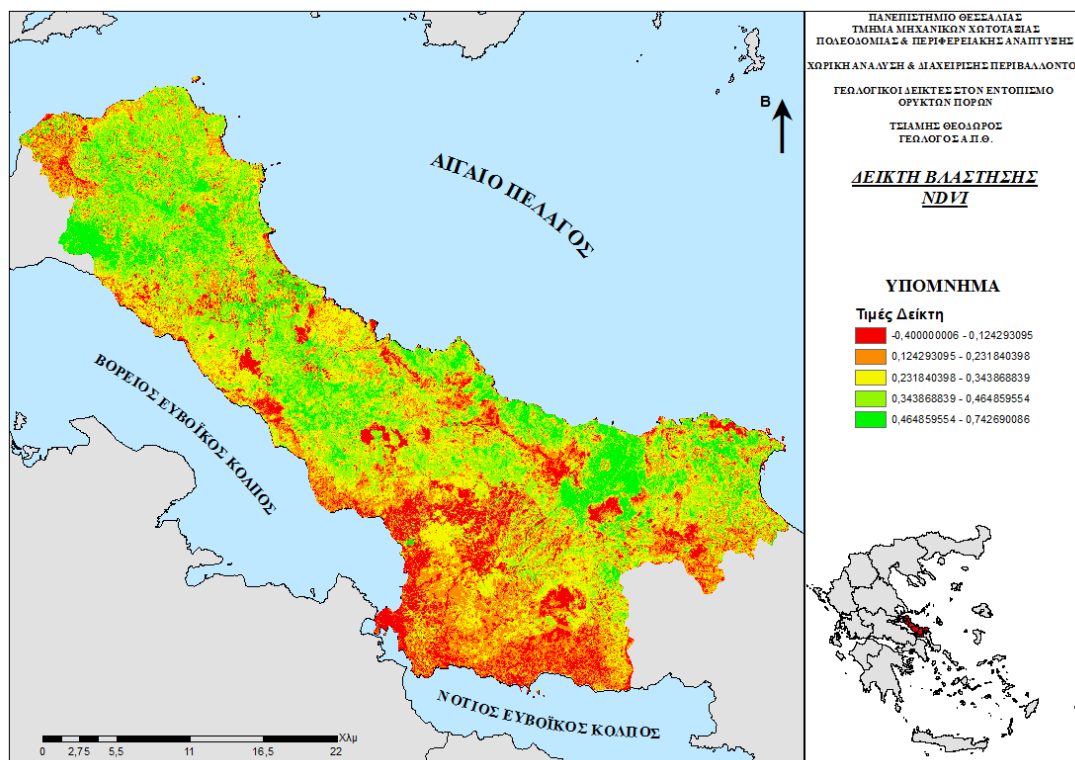 ΠΑΝΕΠΙΣΤΗΜΙΟ ΘΕΣΣΑΛΙΑΣ
ΤΜΗΜΑ ΜΗΧΑΝΙΚΩΝ ΧΩΤΟΤΑΞΙΑΣ
ΠΟΛΕΟΔΟΜΙΑΣ & ΠΕΡΙΦΕΡΕΙΑΚΗΣ ΑΝΑΠΤΥΞΗΣ
ΧΩΡΙΚΗ ΑΝΑΛΥΣΗ & ΔΙΑΧΕΙΡΙΣΗΣ ΠΕΡΙΒΑΛΛΟΝΤΟ
ΓΕΩΛΟΓΙΚΟΙ ΔΕΙΚΤΕΣ ΣΤΟΝ ΕΝΤΟΠΙΣΜΟ
ΟΡΥΚΤΩΝ ΠΟΡΩΝ
ΤΣΙΑΜΗΣ ΘΕΟΔΩΡΟΣ
ΓΕΩΛΟΓΟΣ Α.Π.Θ.
ΔΕΙΚΤΗ ΒΛΑΣΤΗΣΗΣ
NDVI
Β
ΑΙΓΑΙΟ ΠΕΛΑΓΟΣ
ΒΟΡΕΙΟΣ ΕΥΒΟΪΚΟΣ ΚΟΛΠΟΣ
ΝΟΤΙΟΣ ΕΥΒΟΪΚΟΣ ΚΟΛΠΟΣ
ΥΠΟΜΝΗΜΑ
Τιμές Δείκτη
-0,400000006 - 0,124293095
0,124293095 - 0,231840398
0,231840398 - 0,343868839
0,343868839 - 0,464859554
0,464859554 - 0,742690086
Χλμ
0 2,75 5,5 11 16,5 22